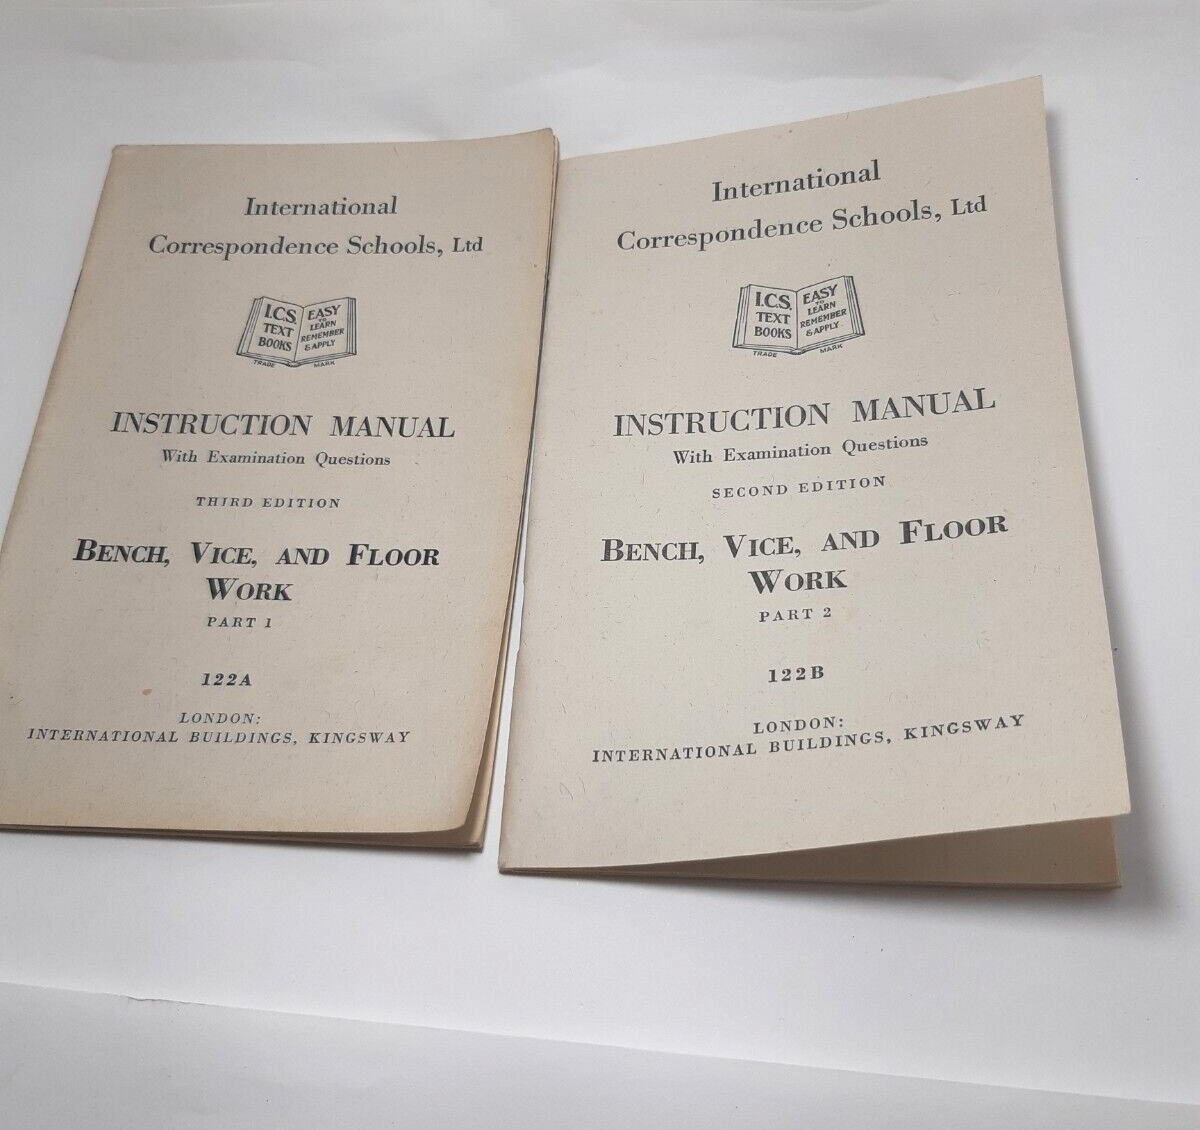 International
Correspondence Schools, Ltd
I.C.S.
TEXT
BOOKS
EASY
TO
LEARN
REMEMBER
& APPLY
TRADE MARK
INSTRUCTION MANUAL
With Examination Questions
THIRD EDITION
BENCH, VICE, AND FLOOR
WORK
PART 1
122A
LONDON:
INTERNATIONAL BUILDINGS, KINGSWAY
International
Correspondence Schools, Ltd
I.C.S.
TEXT
BOOKS
EASY
TO
LEARN
REMEMBER
& APPLY
TRADE MARK
INSTRUCTION MANUAL
With Examination Questions
SECOND EDITION
BENCH, VICE, AND FLOOR
WORK
PART 2
122B
LONDON:
INTERNATIONAL BUILDINGS, KINGSWAY